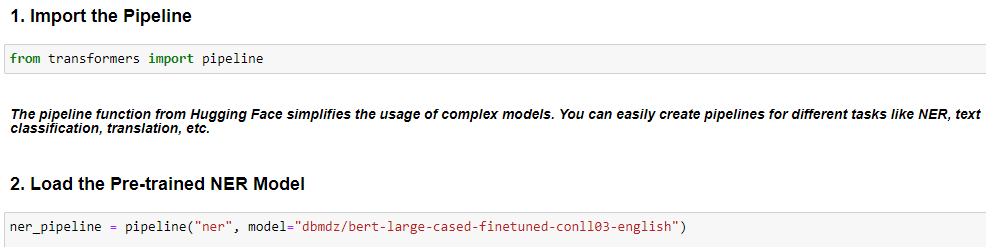 1. Import the Pipeline
from transformers import pipeline
The pipeline function from Hugging Face simplifies the usage of complex models. You can easily create pipelines for different tasks like NER, text
classification, translation, etc.
2. Load the Pre-trained NER Model
ner_pipeline = pipeline("ner", model="dbmdz/bert-large-cased-finetuned-conll03-english")